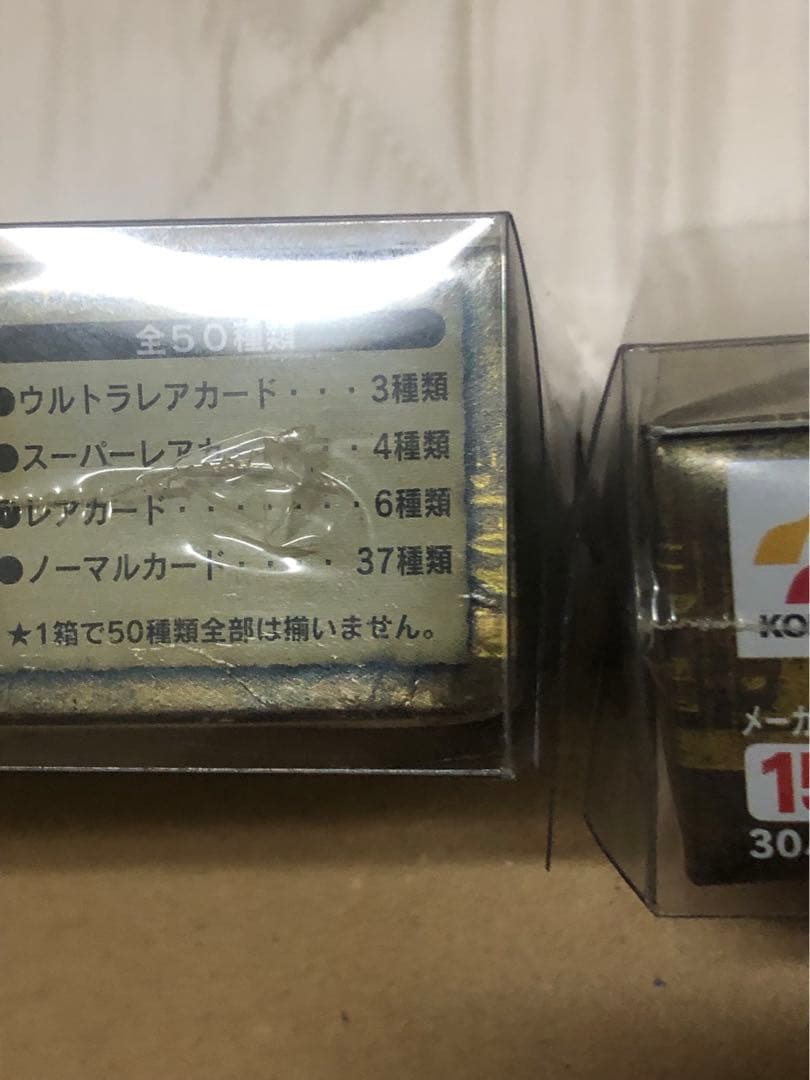 全50種類
●ウルトラレアカード・・・3種類
●スーパーレアカ ・4種類
●レアカード・・・・・・・6種類
●ノーマルカード・・・・・37種類
★1箱で50種類全部は揃いません。
KO
メーカ
15
30.